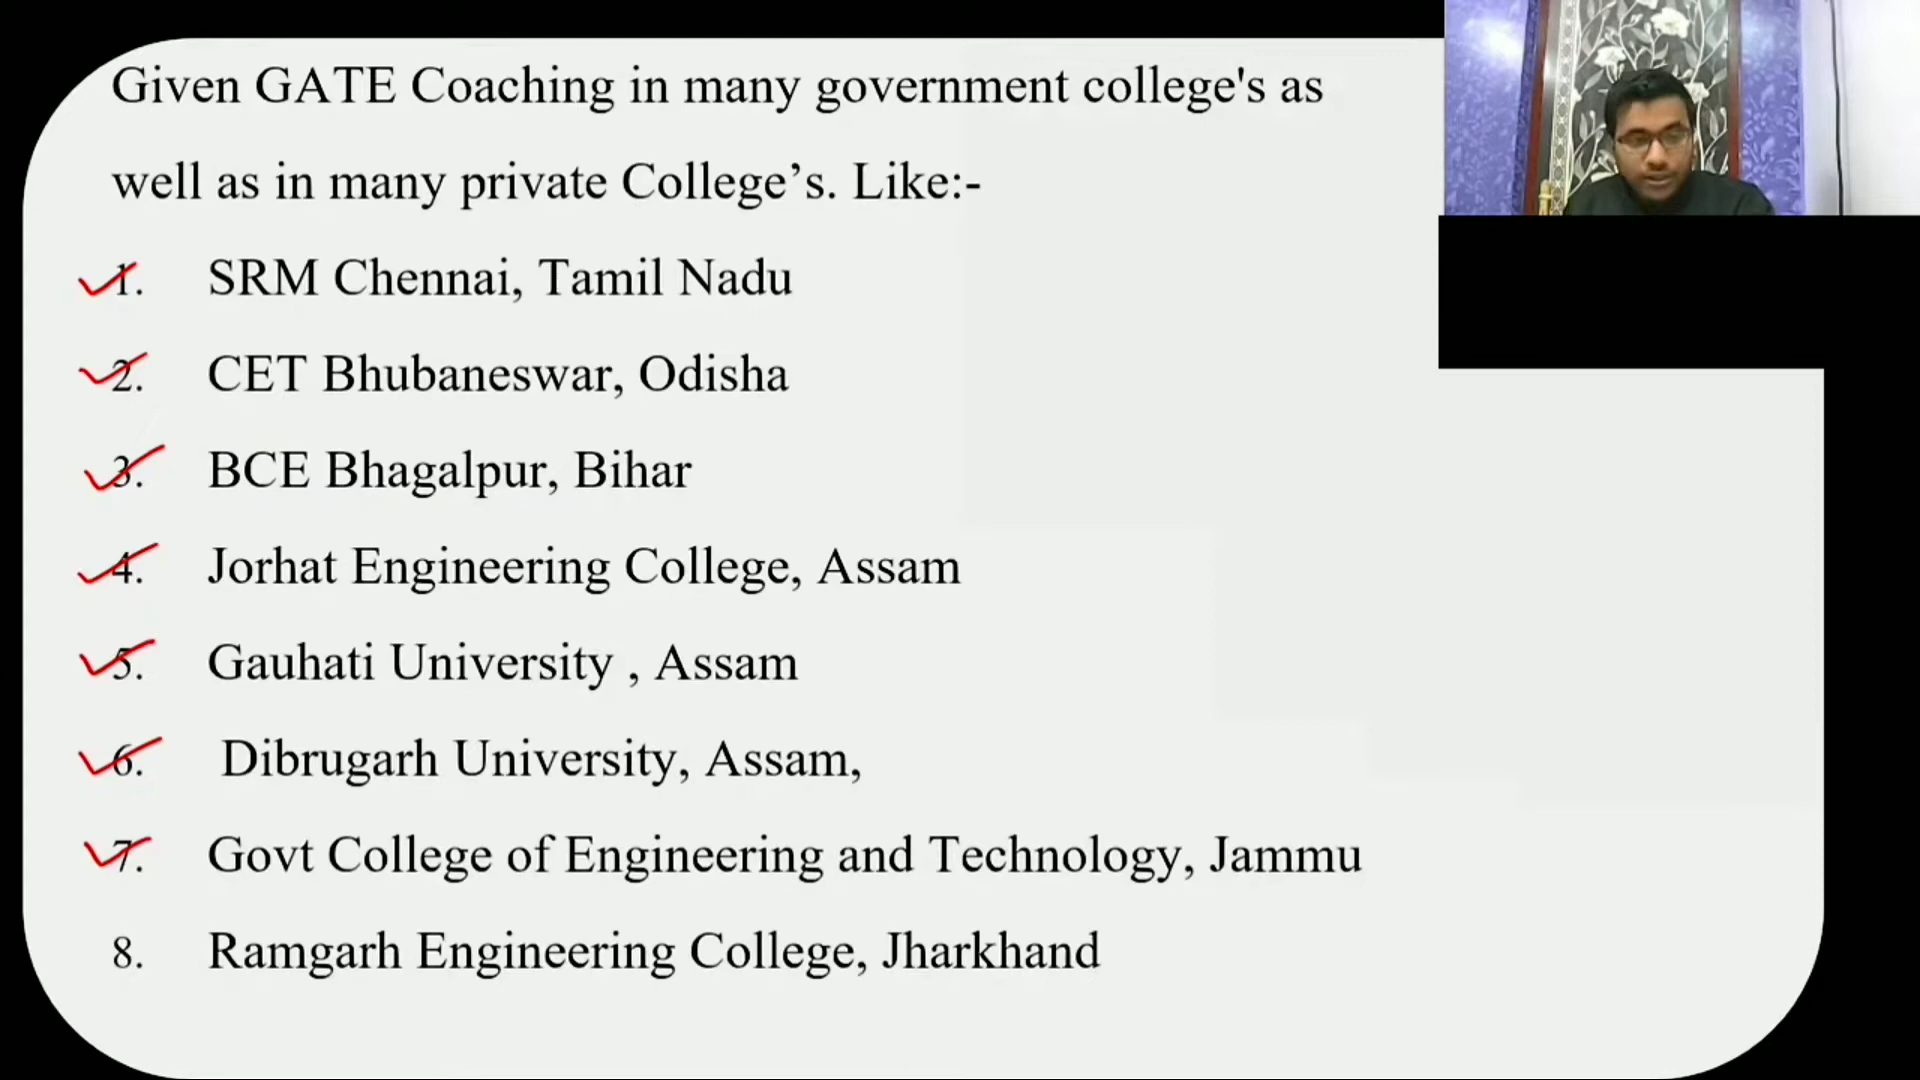 Given GATE Coaching in many government college's as
well as in many private College’s. Like:-
1. SRM Chennai, Tamil Nadu
2. CET Bhubaneswar, Odisha
3. BCE Bhagalpur, Bihar
4. Jorhat Engineering College, Assam
5. Gauhati University , Assam
6. Dibrugarh University, Assam,
7. Govt College of Engineering and Technology, Jammu
8. Ramgarh Engineering College, Jharkhand